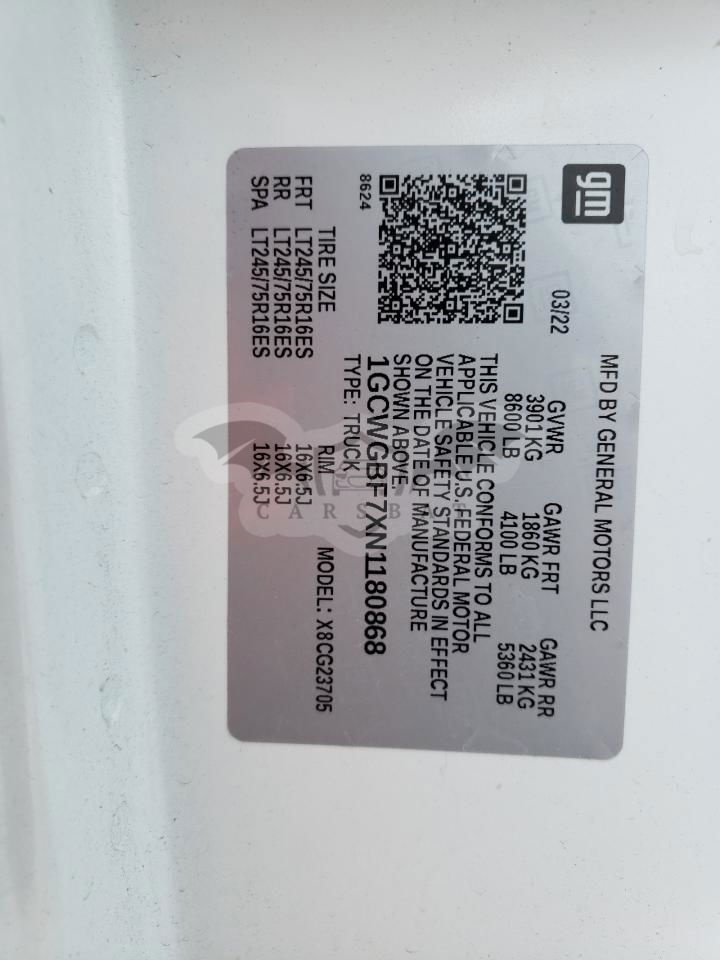 gm
MFD BY GENERAL MOTORS LLC
03/22
GVWR GAWR FRT GAWR RR
3901 KG 1860 KG 2431 KG
8600 LB 4100 LB 5360 LB
THIS VEHICLE CONFORMS TO ALL
APPLICABLE U.S. FEDERAL MOTOR
VEHICLE SAFETY STANDARDS IN EFFECT
ON THE DATE OF MANUFACTURE
SHOWN ABOVE.
1GCWGBF7XN1180868
8624
TYPE: TRUCK MODEL: X8CG23705
TIRE SIZE RIM
FRT LT245/75R16ES 16X6.5J
RR LT245/75R16ES 16X6.5J
SPA LT245/75R16ES 16X6.5J